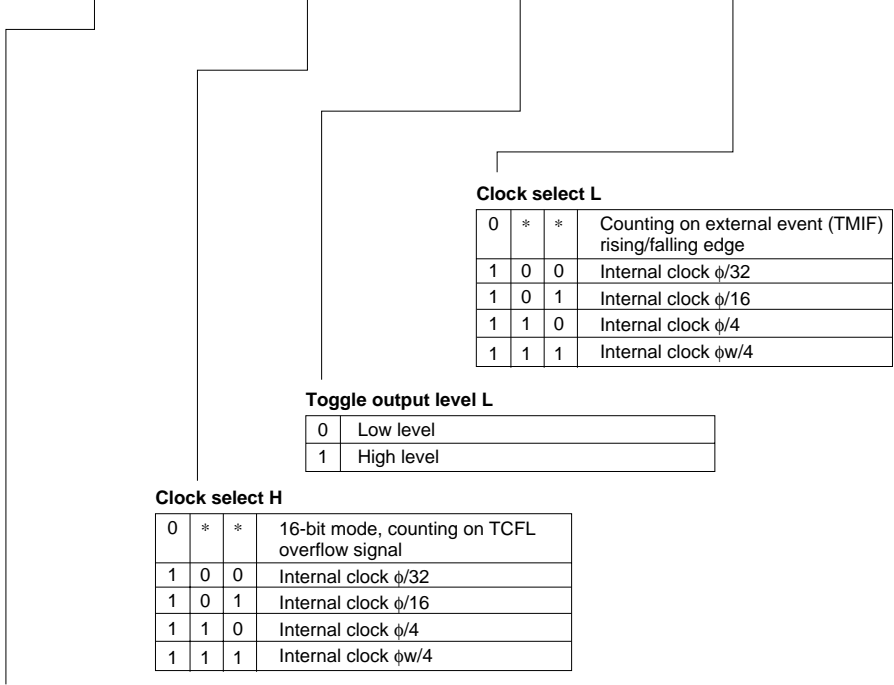 Clock select L
0 * * Counting on external event (TMIF)
rising/falling edge
1 0 0 Internal clock ϕ/32
1 0 1 Internal clock ϕ/16
1 1 0 Internal clock ϕ/4
1 1 1 Internal clock ϕw/4
Toggle output level L
0 Low level
1 High level
Clock select H
0 * * 16-bit mode, counting on TCFL
overflow signal
1 0 0 Internal clock ϕ/32
1 0 1 Internal clock ϕ/16
1 1 0 Internal clock ϕ/4
1 1 1 Internal clock ϕw/4